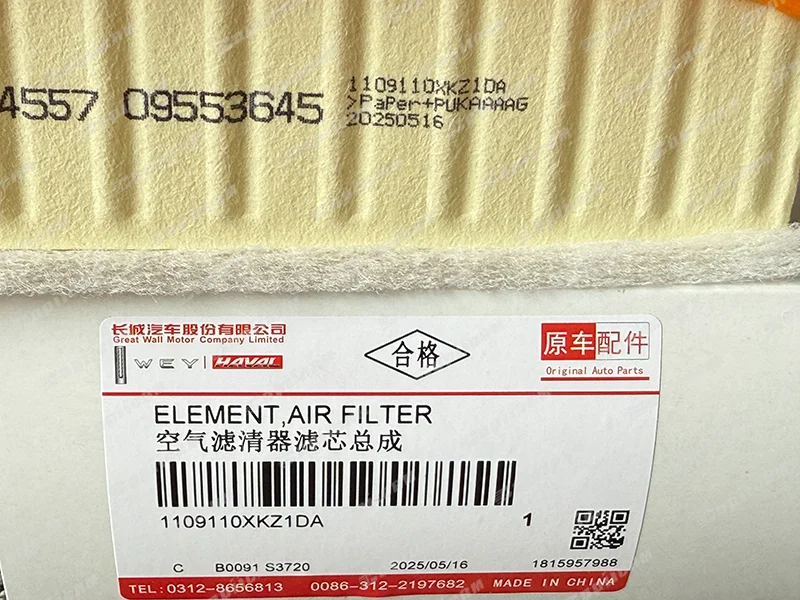 4557 09553645
1109110XKZ1DA
>PaPer+PUKAAAAG
20250516
长城汽车股份有限公司
Great Wall Motor Company Limited
WEY | HAVAL
合格
原车配件
Original Auto Parts
ELEMENT,AIR FILTER
空气滤清器滤芯总成
1109110XKZ1DA 1
C B0091 S3720 2025/05/16 1815957988
TEL:0312-8656813 0086-312-2197682 MADE IN CHINA